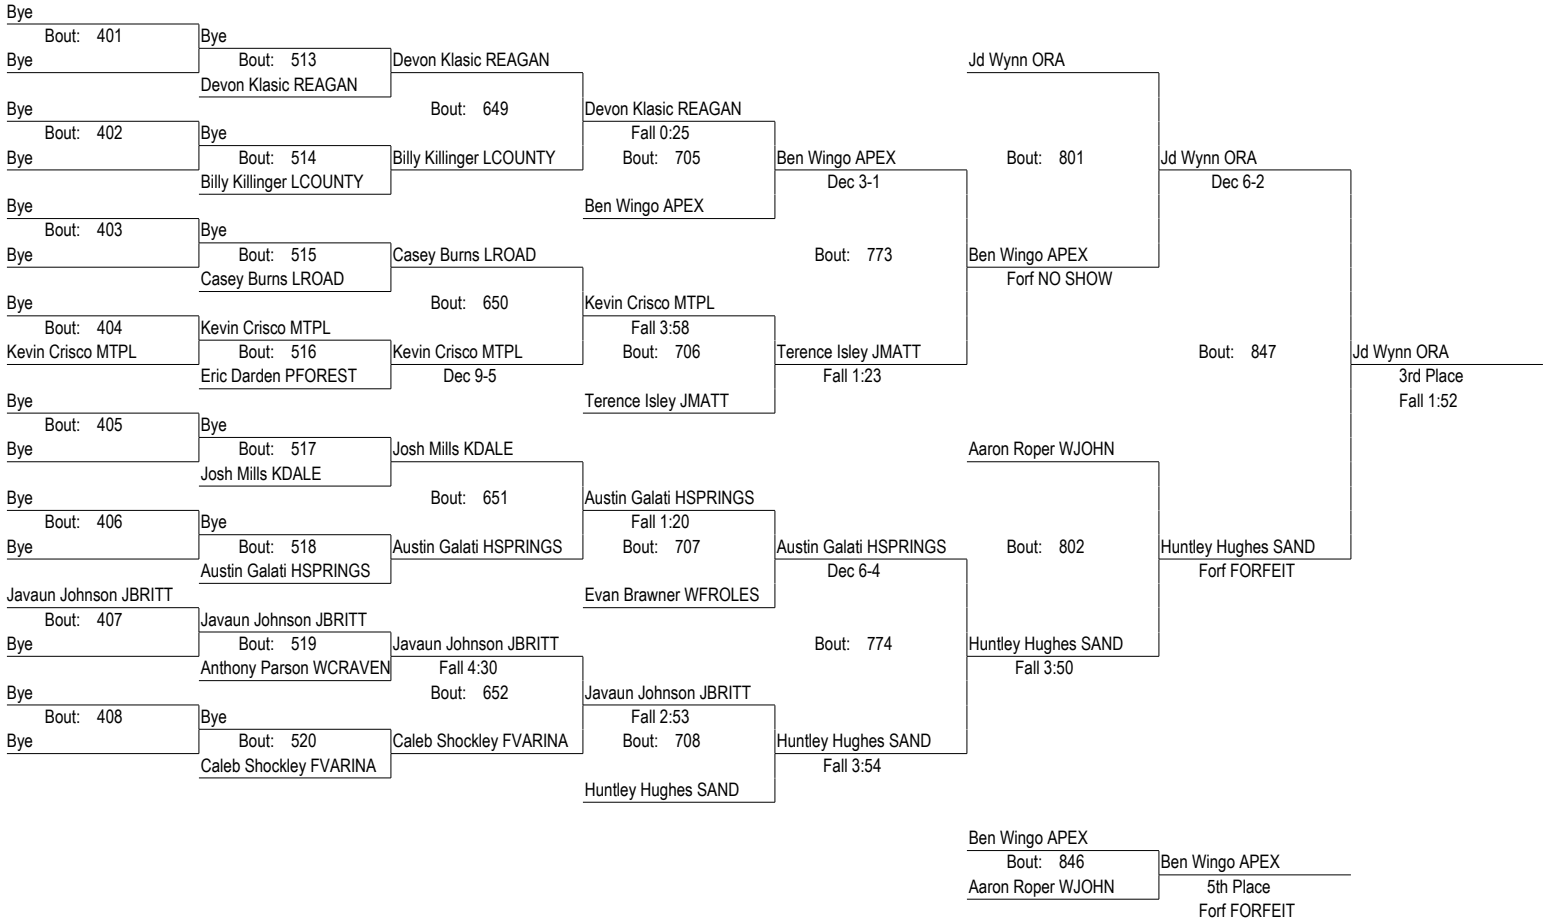 Bye
Bout: 401
Bye
Bye
Bout: 513
Devon Klasic REAGAN
Devon Klasic REAGAN
Jd Wynn ORA
Bye
Bout: 402
Bye
Bye
Bout: 514
Billy Killinger LCOUNTY
Bout: 649
Billy Killinger LCOUNTY
Devon Klasic REAGAN
Fall 0:25
Bout: 705
Ben Wingo APEX
Ben Wingo APEX
Dec 3-1
Bout: 801
Jd Wynn ORA
Dec 6-2
Bye
Bout: 403
Bye
Bye
Bout: 515
Casey Burns LROAD
Casey Burns LROAD
Bout: 773
Ben Wingo APEX
Forf NO SHOW
Bye
Bout: 404
Kevin Crisco MTPL
Kevin Crisco MTPL
Bout: 516
Eric Darden PFOREST
Bout: 650
Kevin Crisco MTPL
Dec 9-5
Kevin Crisco MTPL
Fall 3:58
Bout: 706
Terence Isley JMATT
Terence Isley JMATT
Fall 1:23
Bout: 847
Jd Wynn ORA
3rd Place
Fall 1:52
Bye
Bout: 405
Bye
Bye
Bout: 517
Josh Mills KDALE
Josh Mills KDALE
Aaron Roper WJOHN
Bye
Bout: 406
Bye
Bye
Bout: 518
Austin Galati HSPRINGS
Bout: 651
Austin Galati HSPRINGS
Austin Galati HSPRINGS
Fall 1:20
Bout: 707
Evan Brawner WFROLES
Austin Galati HSPRINGS
Dec 6-4
Bout: 802
Huntley Hughes SAND
Forf FORFEIT
Javaun Johnson JBRITT
Bout: 407
Bye
Javaun Johnson JBRITT
Bout: 519
Anthony Parson WCRAVEN
Javaun Johnson JBRITT
Fall 4:30
Bout: 774
Huntley Hughes SAND
Fall 3:50
Bye
Bout: 408
Bye
Bye
Bout: 520
Caleb Shockley FVARINA
Bout: 652
Caleb Shockley FVARINA
Javaun Johnson JBRITT
Fall 2:53
Bout: 708
Huntley Hughes SAND
Huntley Hughes SAND
Fall 3:54
Ben Wingo APEX
Bout: 846
Aaron Roper WJOHN
Ben Wingo APEX
5th Place
Forf FORFEIT